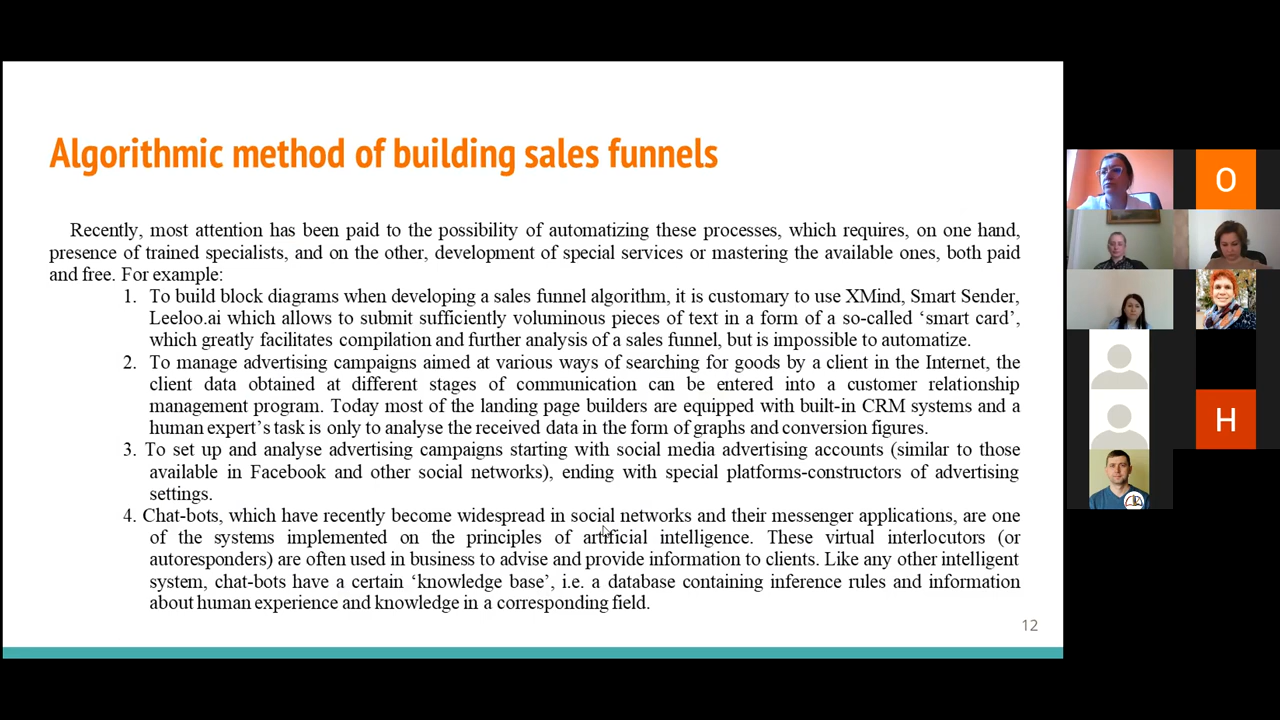 Algorithmic method of building sales funnels
Recently, most attention has been paid to the possibility of automatizing these processes, which requires, on one hand,
presence of trained specialists, and on the other, development of special services or mastering the available ones, both paid
and free. For example:
1. To build block diagrams when developing a sales funnel algorithm, it is customary to use XMind, Smart Sender,
Leeloo.ai which allows to submit sufficiently voluminous pieces of text in a form of a so-called ‘smart card’,
which greatly facilitates compilation and further analysis of a sales funnel, but is impossible to automatize.
2. To manage advertising campaigns aimed at various ways of searching for goods by a client in the Internet, the
client data obtained at different stages of communication can be entered into a customer relationship
management program. Today most of the landing page builders are equipped with built-in CRM systems and a
human expert’s task is only to analyse the received data in the form of graphs and conversion figures.
3. To set up and analyse advertising campaigns starting with social media advertising accounts (similar to those
available in Facebook and other social networks), ending with special platforms-constructors of advertising
settings.
4. Chat-bots, which have recently become widespread in social networks and their messenger applications, are one
of the systems implemented on the principles of artificial intelligence. These virtual interlocutors (or
autoresponders) are often used in business to advise and provide information to clients. Like any other intelligent
system, chat-bots have a certain ‘knowledge base’, i.e. a database containing inference rules and information
about human experience and knowledge in a corresponding field.
12
O
H